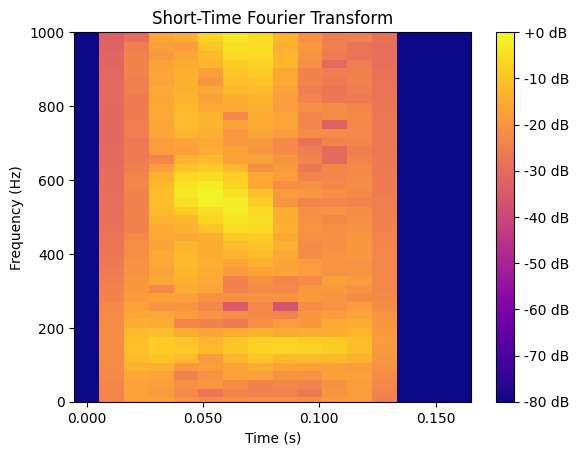 Short-Time Fourier Transform
1000
800
600
400
200
0
Frequency (Hz)
0.000
0.050
0.100
0.150
Time (s)
+0 dB
-10 dB
-20 dB
-30 dB
-40 dB
-50 dB
-60 dB
-70 dB
-80 dB